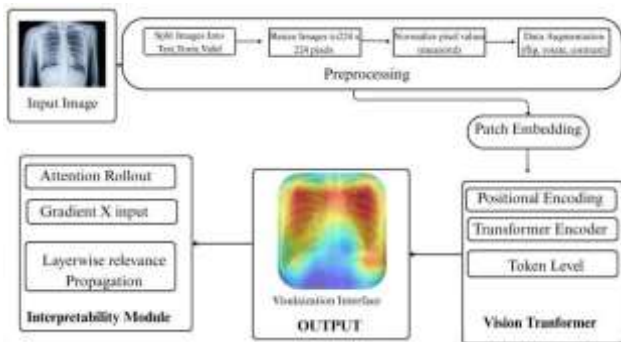 Input Image
Split Images Into
Test,Train,Valid
Resize Images to(224 x
224 pixels
Normalize pixel values
Data Augmentation
(flip, rotate, contrast)
Preprocessing
Patch Embedding
Positional Encoding
Transformer Encoder
Token Level
Vision Tranformer
Visulaization Interface
OUTPUT
Attention Rollout
Gradient X input
Layerwise relevance
Propagation
Interpretability Module